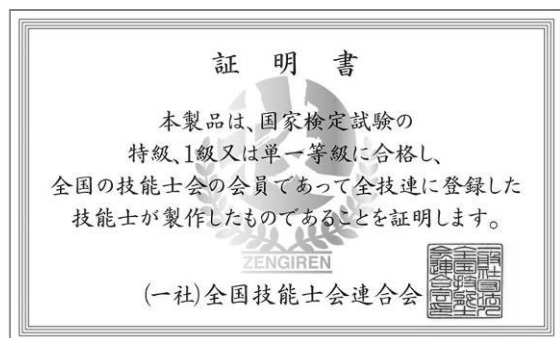 証明書
本製品は、国家検定試験の
特級、1級又は単一等級に合格し、
全国の技能士会の会員であって全技連に登録した
技能士が製作したものであることを証明します。
ZENGIREN
(一社)全国技能士会連合会